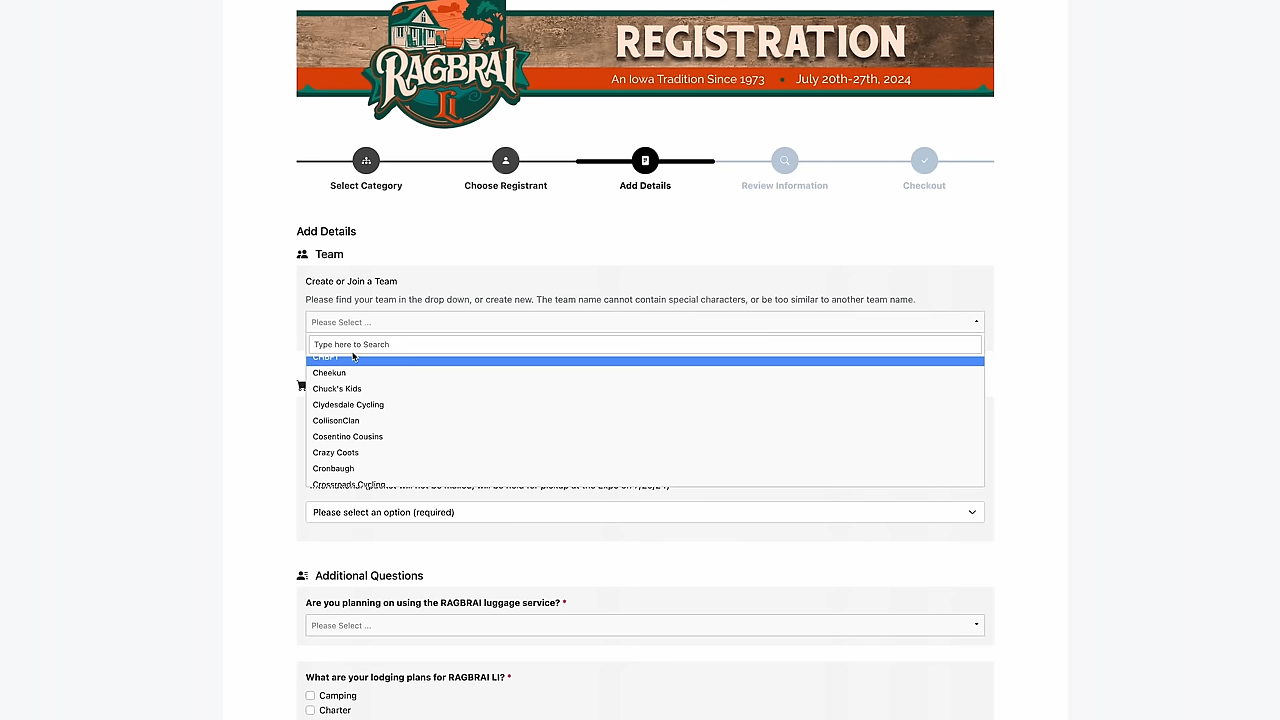 REGISTRATION
RAGBRAI
LI
An Iowa Tradition Since 1973 • July 20th-27th, 2024
Select Category
Choose Registrant
Add Details
Review Information
Checkout
Add Details
Team
Create or Join a Team
Please find your team in the drop down, or create new. The team name cannot contain special characters, or be too similar to another team name.
Please Select ...
Type here to Search
Cheekun
Chuck's Kids
Clydesdale Cycling
CollisonClan
Cosentino Cousins
Crazy Coots
Cronbaugh
Crossroads Cycling
Please select an option (required)
Additional Questions
Are you planning on using the RAGBRAI luggage service? *
Please Select ...
What are your lodging plans for RAGBRAI LI? *
Camping
Charter